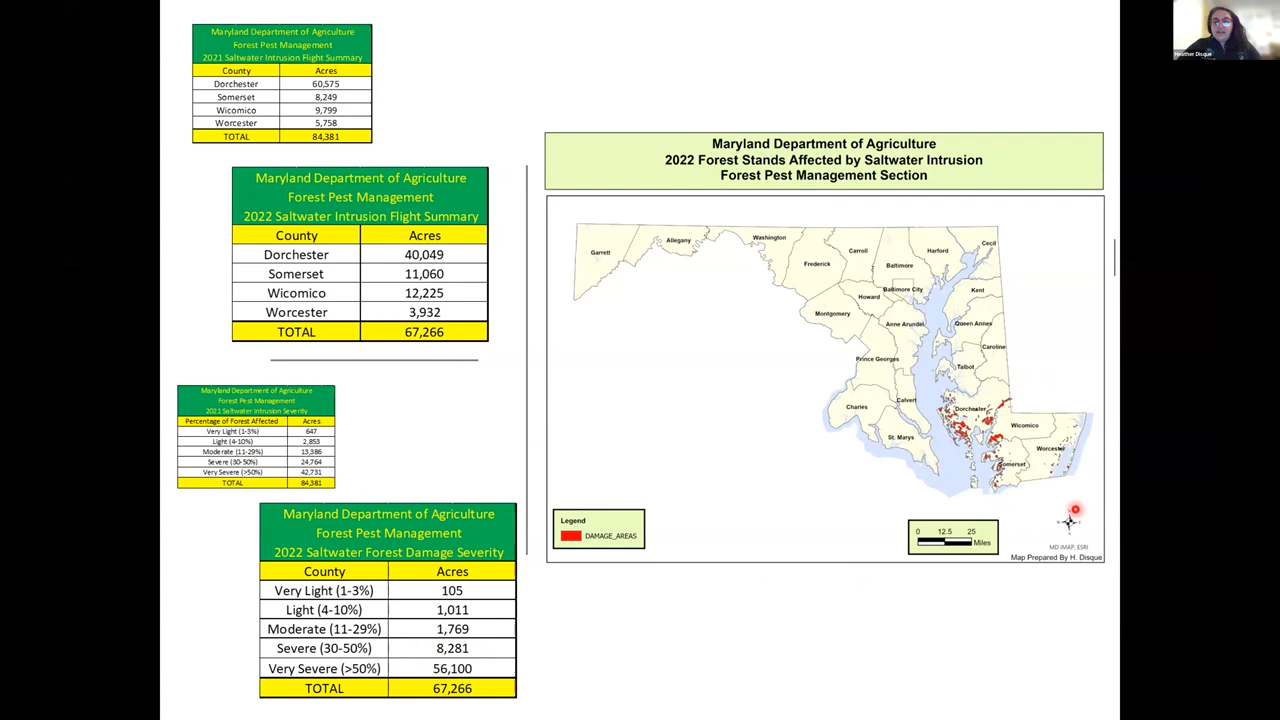 Maryland Department of Agriculture
Forest Pest Management
2021 Saltwater Intrusion Flight Summary
County Acres
Dorchester 60,575
Somerset 8,249
Wicomico 9,799
Worcester 5,758
TOTAL 84,381
Maryland Department of Agriculture
Forest Pest Management
2022 Saltwater Intrusion Flight Summary
County Acres
Dorchester 40,049
Somerset 11,060
Wicomico 12,225
Worcester 3,932
TOTAL 67,266
Maryland Department of Agriculture
Forest Pest Management
2021 Saltwater Intrusion Severity
Percentage of Forest Affected Acres
Very Light (1-3%) 647
Light (4-10%) 2,853
Moderate (11-29%) 13,386
Severe (30-50%) 24,764
Very Severe (>50%) 42,731
TOTAL 84,381
Maryland Department of Agriculture
Forest Pest Management
2022 Saltwater Forest Damage Severity
County Acres
Very Light (1-3%) 105
Light (4-10%) 1,011
Moderate (11-29%) 1,769
Severe (30-50%) 8,281
Very Severe (>50%) 56,100
TOTAL 67,266
Maryland Department of Agriculture
2022 Forest Stands Affected by Saltwater Intrusion
Forest Pest Management Section
Garrett
Allegany
Washington
Frederick
Carroll
Baltimore
Harford
Cecil
Baltimore City
Howard
Kent
Montgomery
Anne Arundel
Queen Annes
Caroline
Prince Georges
Talbot
Charles
Calvert
Dorchester
St. Marys
Wicomico
Worcester
Somerset
Legend
DAMAGE_AREAS
0 12.5 25
Miles
MD iMAP, ESRI
Map Prepared By H. Disque
Heather Disque